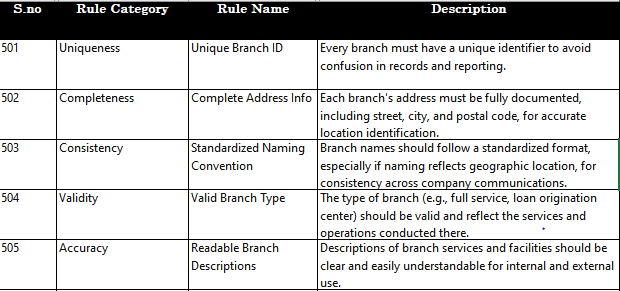 S.no Rule Category Rule Name Description
501 Uniqueness Unique Branch ID Every branch must have a unique identifier to avoid
confusion in records and reporting.
502 Completeness Complete Address Info Each branch's address must be fully documented,
including street, city, and postal code, for accurate
location identification.
503 Consistency Standardized Naming Branch names should follow a standardized format,
Convention especially if naming reflects geographic location, for
consistency across company communications.
504 Validity Valid Branch Type The type of branch (e.g., full service, loan origination
center) should be valid and reflect the services and
operations conducted there.
505 Accuracy Readable Branch Descriptions of branch services and facilities should be
Descriptions clear and easily understandable for internal and external
use.